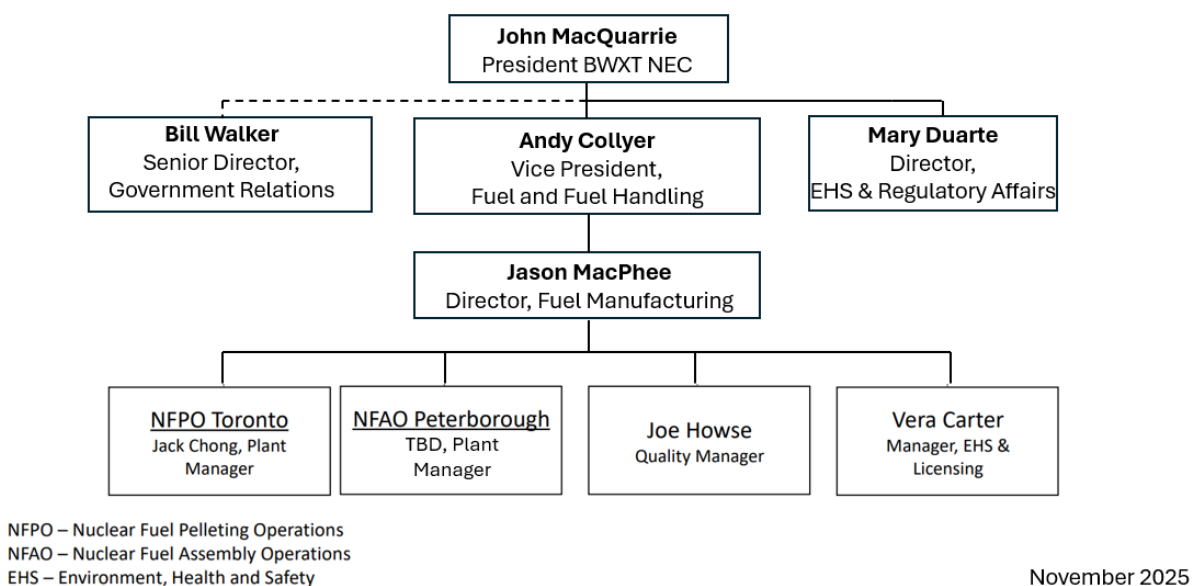 John MacQuarrie
President BWXT NEC
Bill Walker
Senior Director,
Government Relations
Andy Collyer
Vice President,
Fuel and Fuel Handling
Mary Duarte
Director,
EHS & Regulatory Affairs
Jason MacPhee
Director, Fuel Manufacturing
NFPO Toronto
Jack Chong, Plant
Manager
NFAO Peterborough
TBD, Plant
Manager
Joe Howse
Quality Manager
Vera Carter
Manager, EHS &
Licensing
NFPO – Nuclear Fuel Pelleting Operations
NFAO – Nuclear Fuel Assembly Operations
EHS – Environment, Health and Safety
November 2025